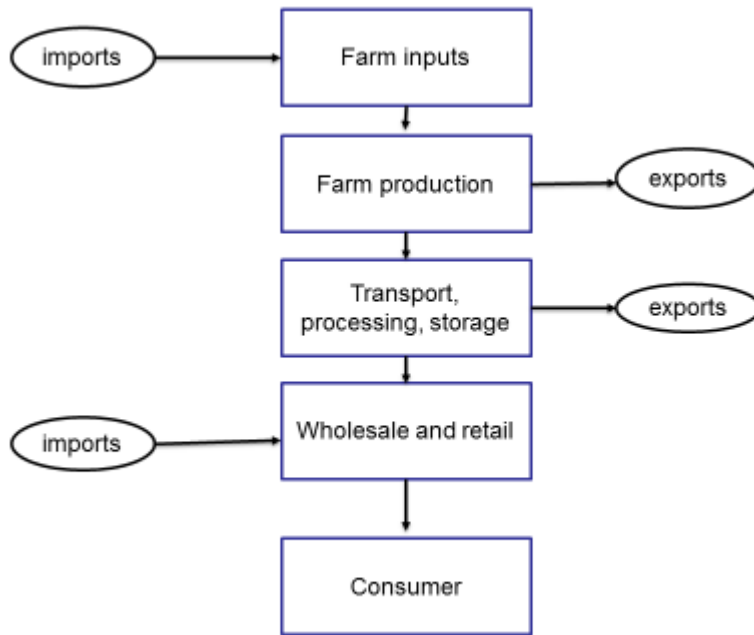 imports
Farm inputs
Farm production
exports
Transport,
processing, storage
exports
imports
Wholesale and retail
Consumer